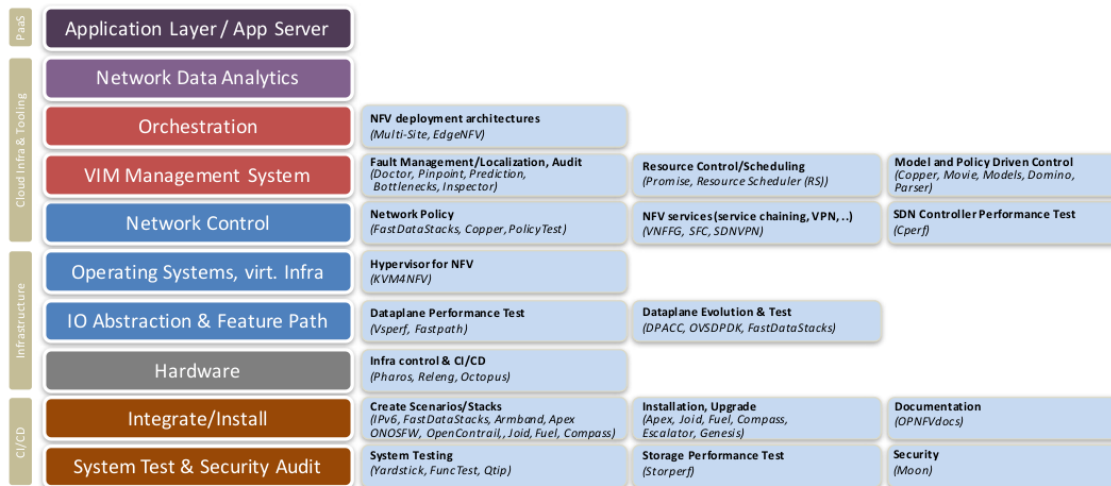 PaaS
Application Layer / App Server
Cloud Infra & Tooling
Network Data Analytics
Orchestration
NFV deployment architectures
(Multi-Site, EdgeNFV)
VIM Management System
Fault Management/Localization, Audit
(Doctor, Pinpoint, Prediction,
Bottlenecks, Inspector)
Resource Control/Scheduling
(Promise, Resource Scheduler (RS))
Model and Policy Driven Control
(Copper, Movie, Models, Domino,
Parser)
Network Control
Network Policy
(FastDataStacks, Copper, PolicyTest)
NFV services (service chaining, VPN, ..)
(VNFFG, SFC, SDNVPN)
SDN Controller Performance Test
(Cperf)
Infrastructure
Operating Systems, virt. Infra
Hypervisor for NFV
(KVM4NFV)
IO Abstraction & Feature Path
Dataplane Performance Test
(Vsperf, Fastpath)
Dataplane Evolution & Test
(DPACC, OVSDPDK, FastDataStacks)
Hardware
Infra control & CI/CD
(Pharos, Releng, Octopus)
CI/CD
Integrate/Install
Create Scenarios/Stacks
(IPv6, FastDataStacks, Armband, Apex
ONOSFW, OpenContrail,, Joid, Fuel, Compass)
Installation, Upgrade
(Apex, Joid, Fuel, Compass,
Escalator, Genesis)
Documentation
(OPNFVdocs)
System Test & Security Audit
System Testing
(Yardstick, FuncTest, Qtip)
Storage Performance Test
(Storperf)
Security
(Moon)